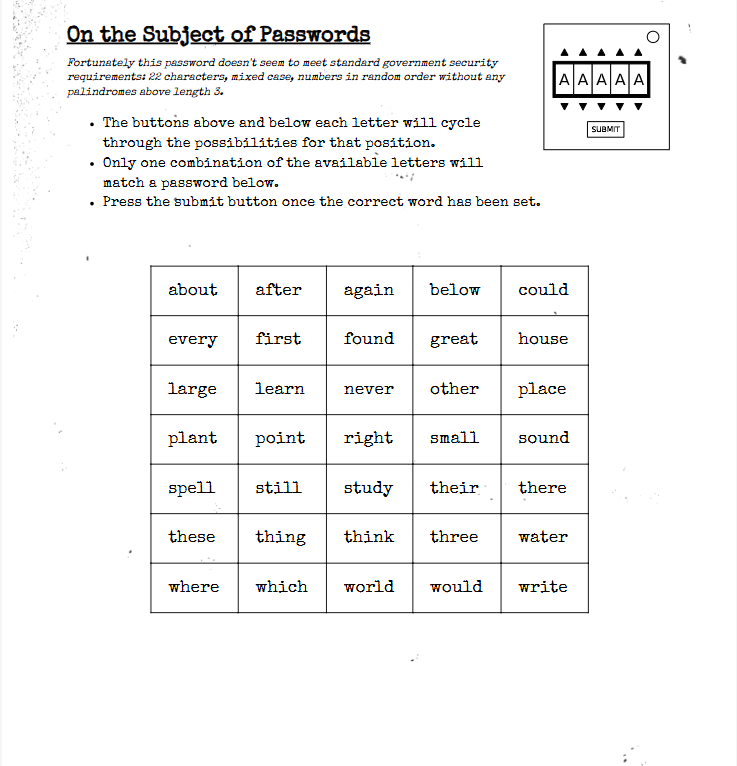 On the Subject of Passwords
Fortunately this password doesn't seem to meet standard government security
requirements: 22 characters, mixed case, numbers in random order without any
palindromes above length 3.
• The buttons above and below each letter will cycle
through the possibilities for that position.
• Only one combination of the available letters will
match a password below.
• Press the submit button once the correct word has been set.
A A A A A
SUBMIT
about after again below could
every first found great house
large learn never other place
plant point right small sound
spell still study their there
these thing think three water
where which world would write